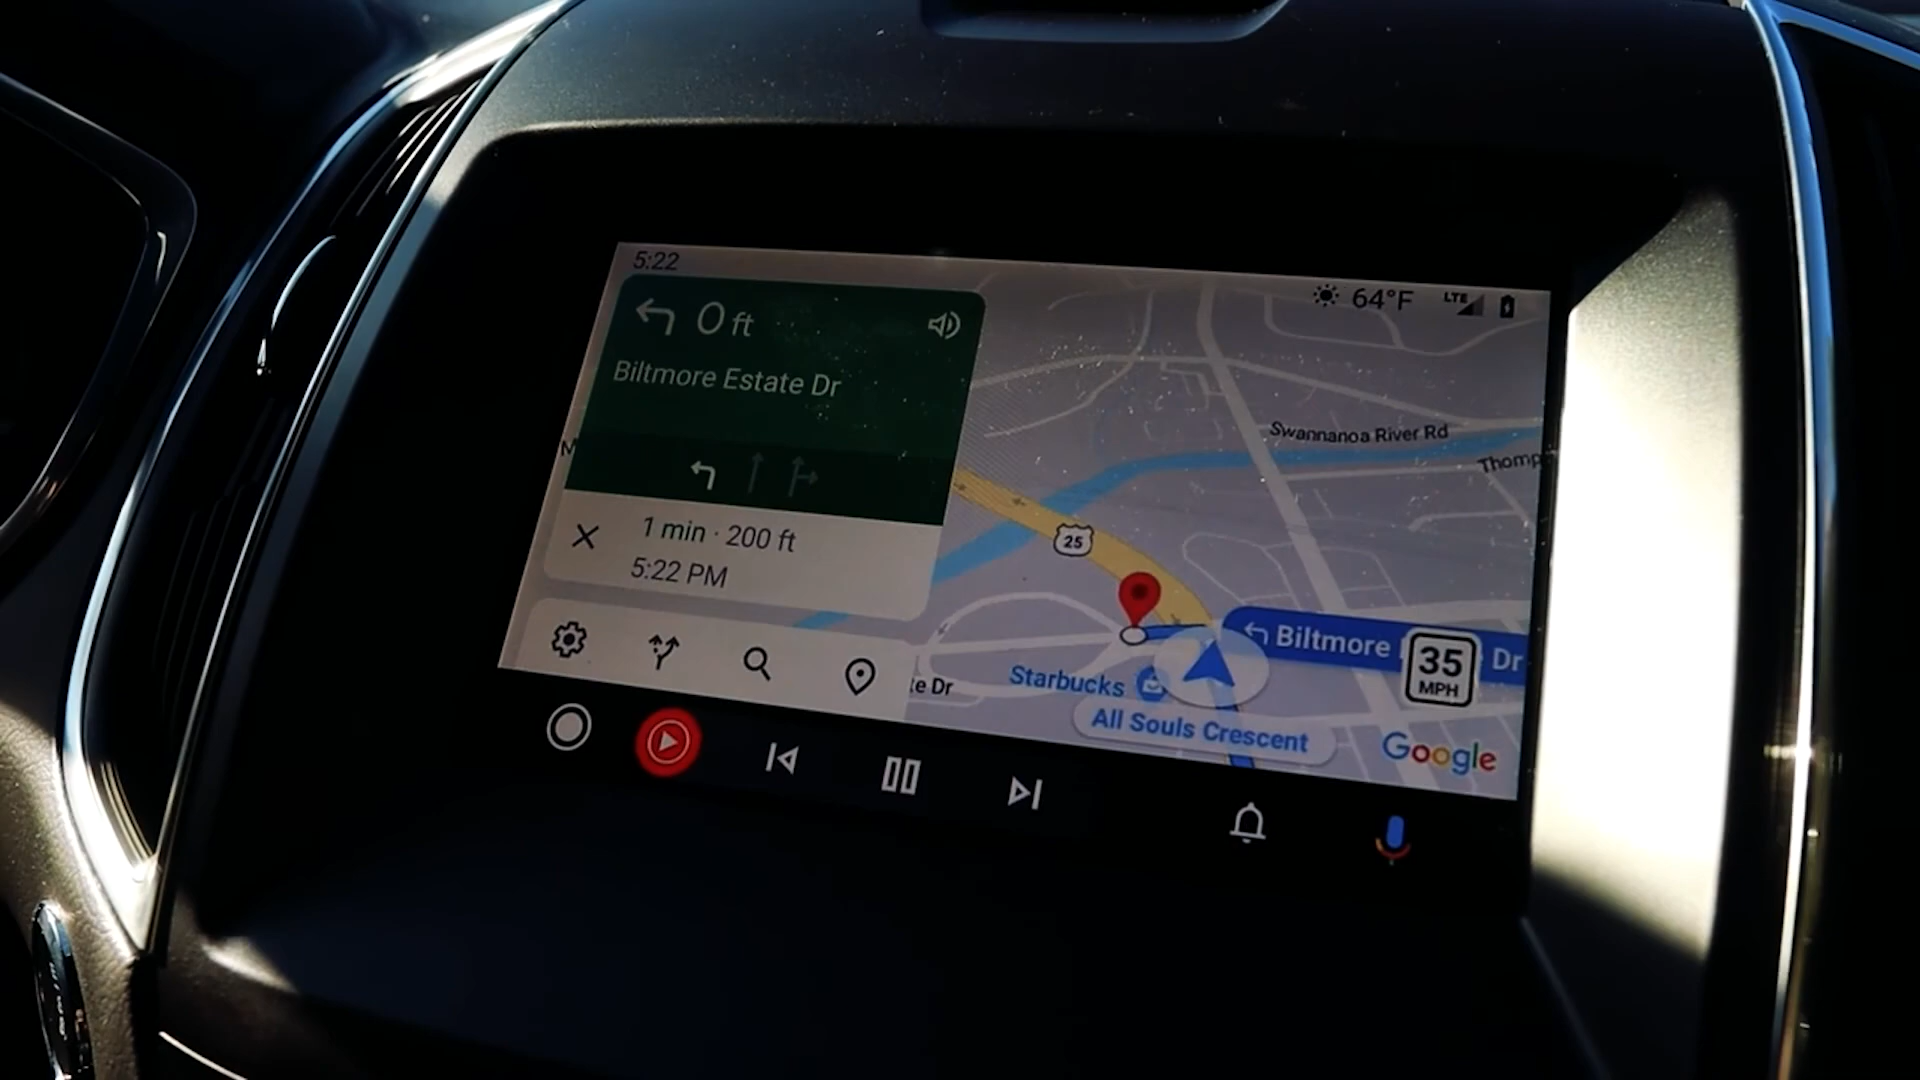 5:22
64°F
LTE
0 ft
Biltmore Estate Dr
M
1 min · 200 ft
5:22 PM
Swannanoa River Rd
Thomp
25
Biltmore
Dr
35
MPH
Starbucks
te Dr
All Souls Crescent
Google